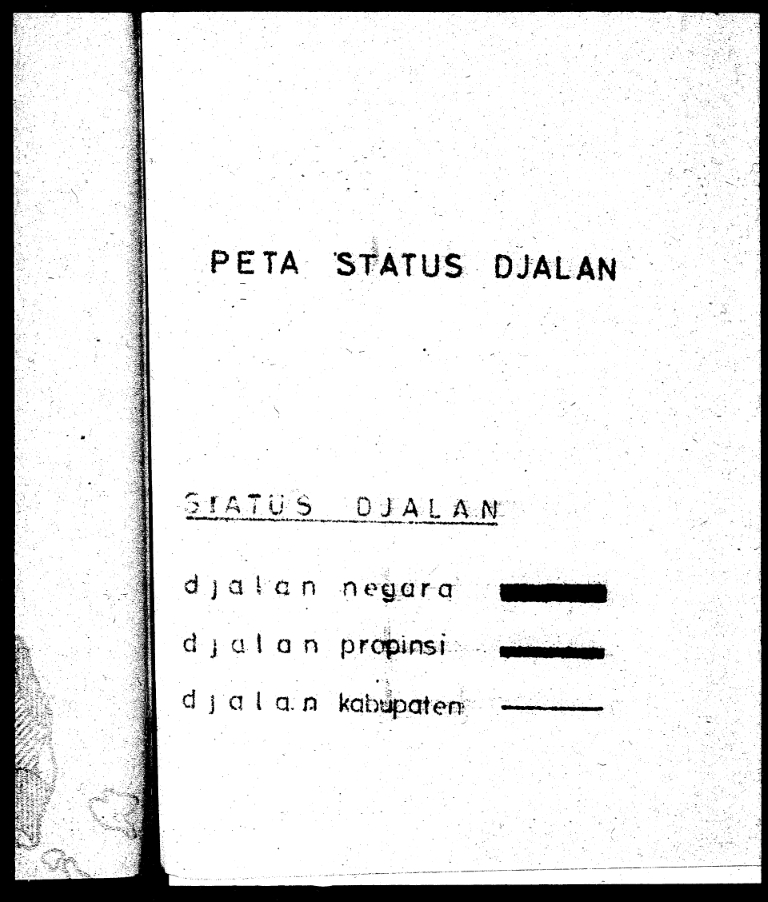 PETA STATUS DJALAN
STATUS DJALAN
djalan negara
djalan propinsi
djalan kabupaten